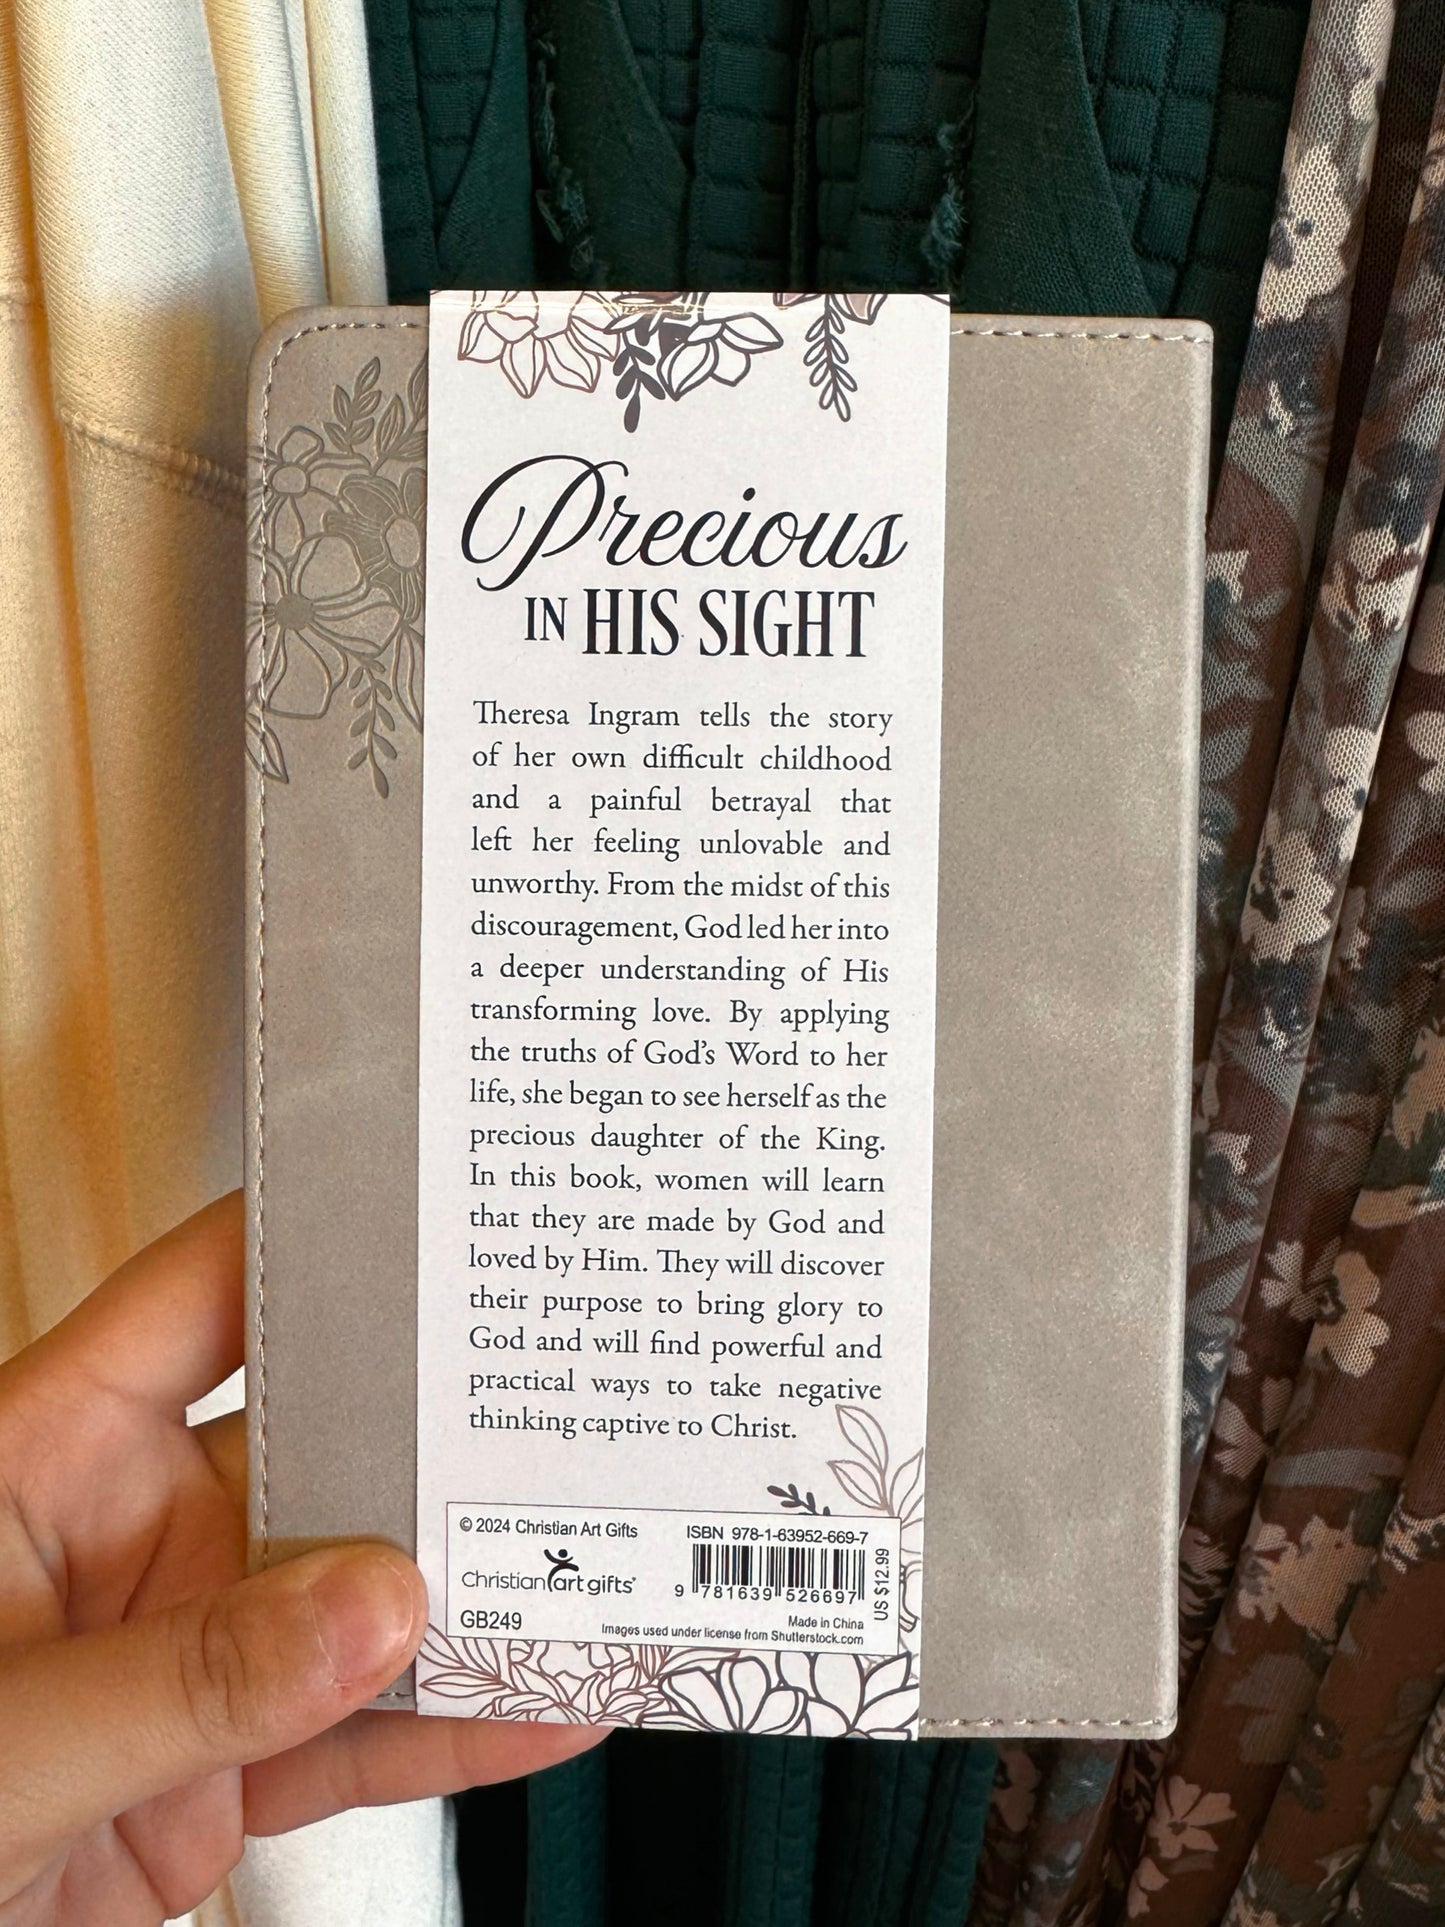 Precious
IN HIS SIGHT
Theresa Ingram tells the story
of her own difficult childhood
and a painful betrayal that
left her feeling unlovable and
unworthy. From the midst of this
discouragement, God led her into
a deeper understanding of His
transforming love. By applying
the truths of God's Word to her
life, she began to see herself as the
precious daughter of the King.
In this book, women will learn
that they are made by God and
loved by Him. They will discover
their purpose to bring glory to
God and will find powerful and
practical ways to take negative
thinking captive to Christ.
© 2024 Christian Art Gifts
Christian art gifts®
GB249
ISBN 978-1-63952-669-7
9 781639 526697
US $12.99
Made in China
Images used under license from Shutterstock.com